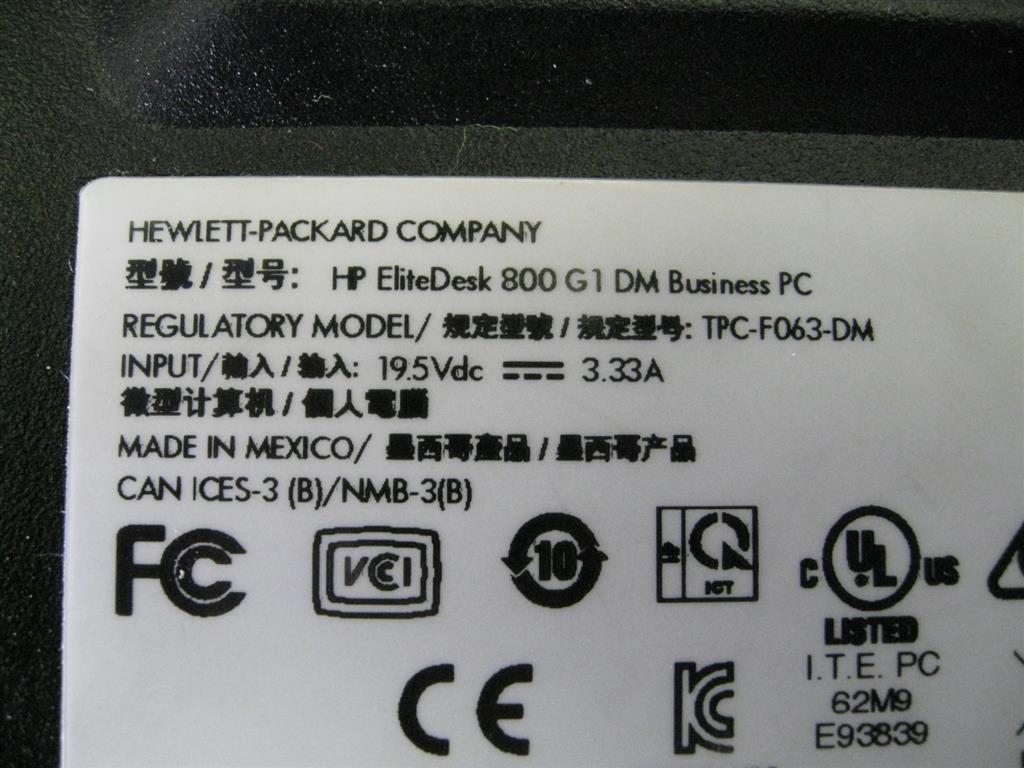 HEWLETT-PACKARD COMPANY
型號 / 型号: HP EliteDesk 800 G1 DM Business PC
REGULATORY MODEL/ 規定型號 / 规定型号: TPC-F063-DM
INPUT/輸入 / 输入: 19.5Vdc 3.33A
微型计算机 / 個人電腦
MADE IN MEXICO/ 墨西哥產品 / 墨西哥产品
CAN ICES-3 (B)/NMB-3(B)
FC VCCI 10 ICT C UL US
LISTED
I.T.E. PC
CE KC 62M9
E93839